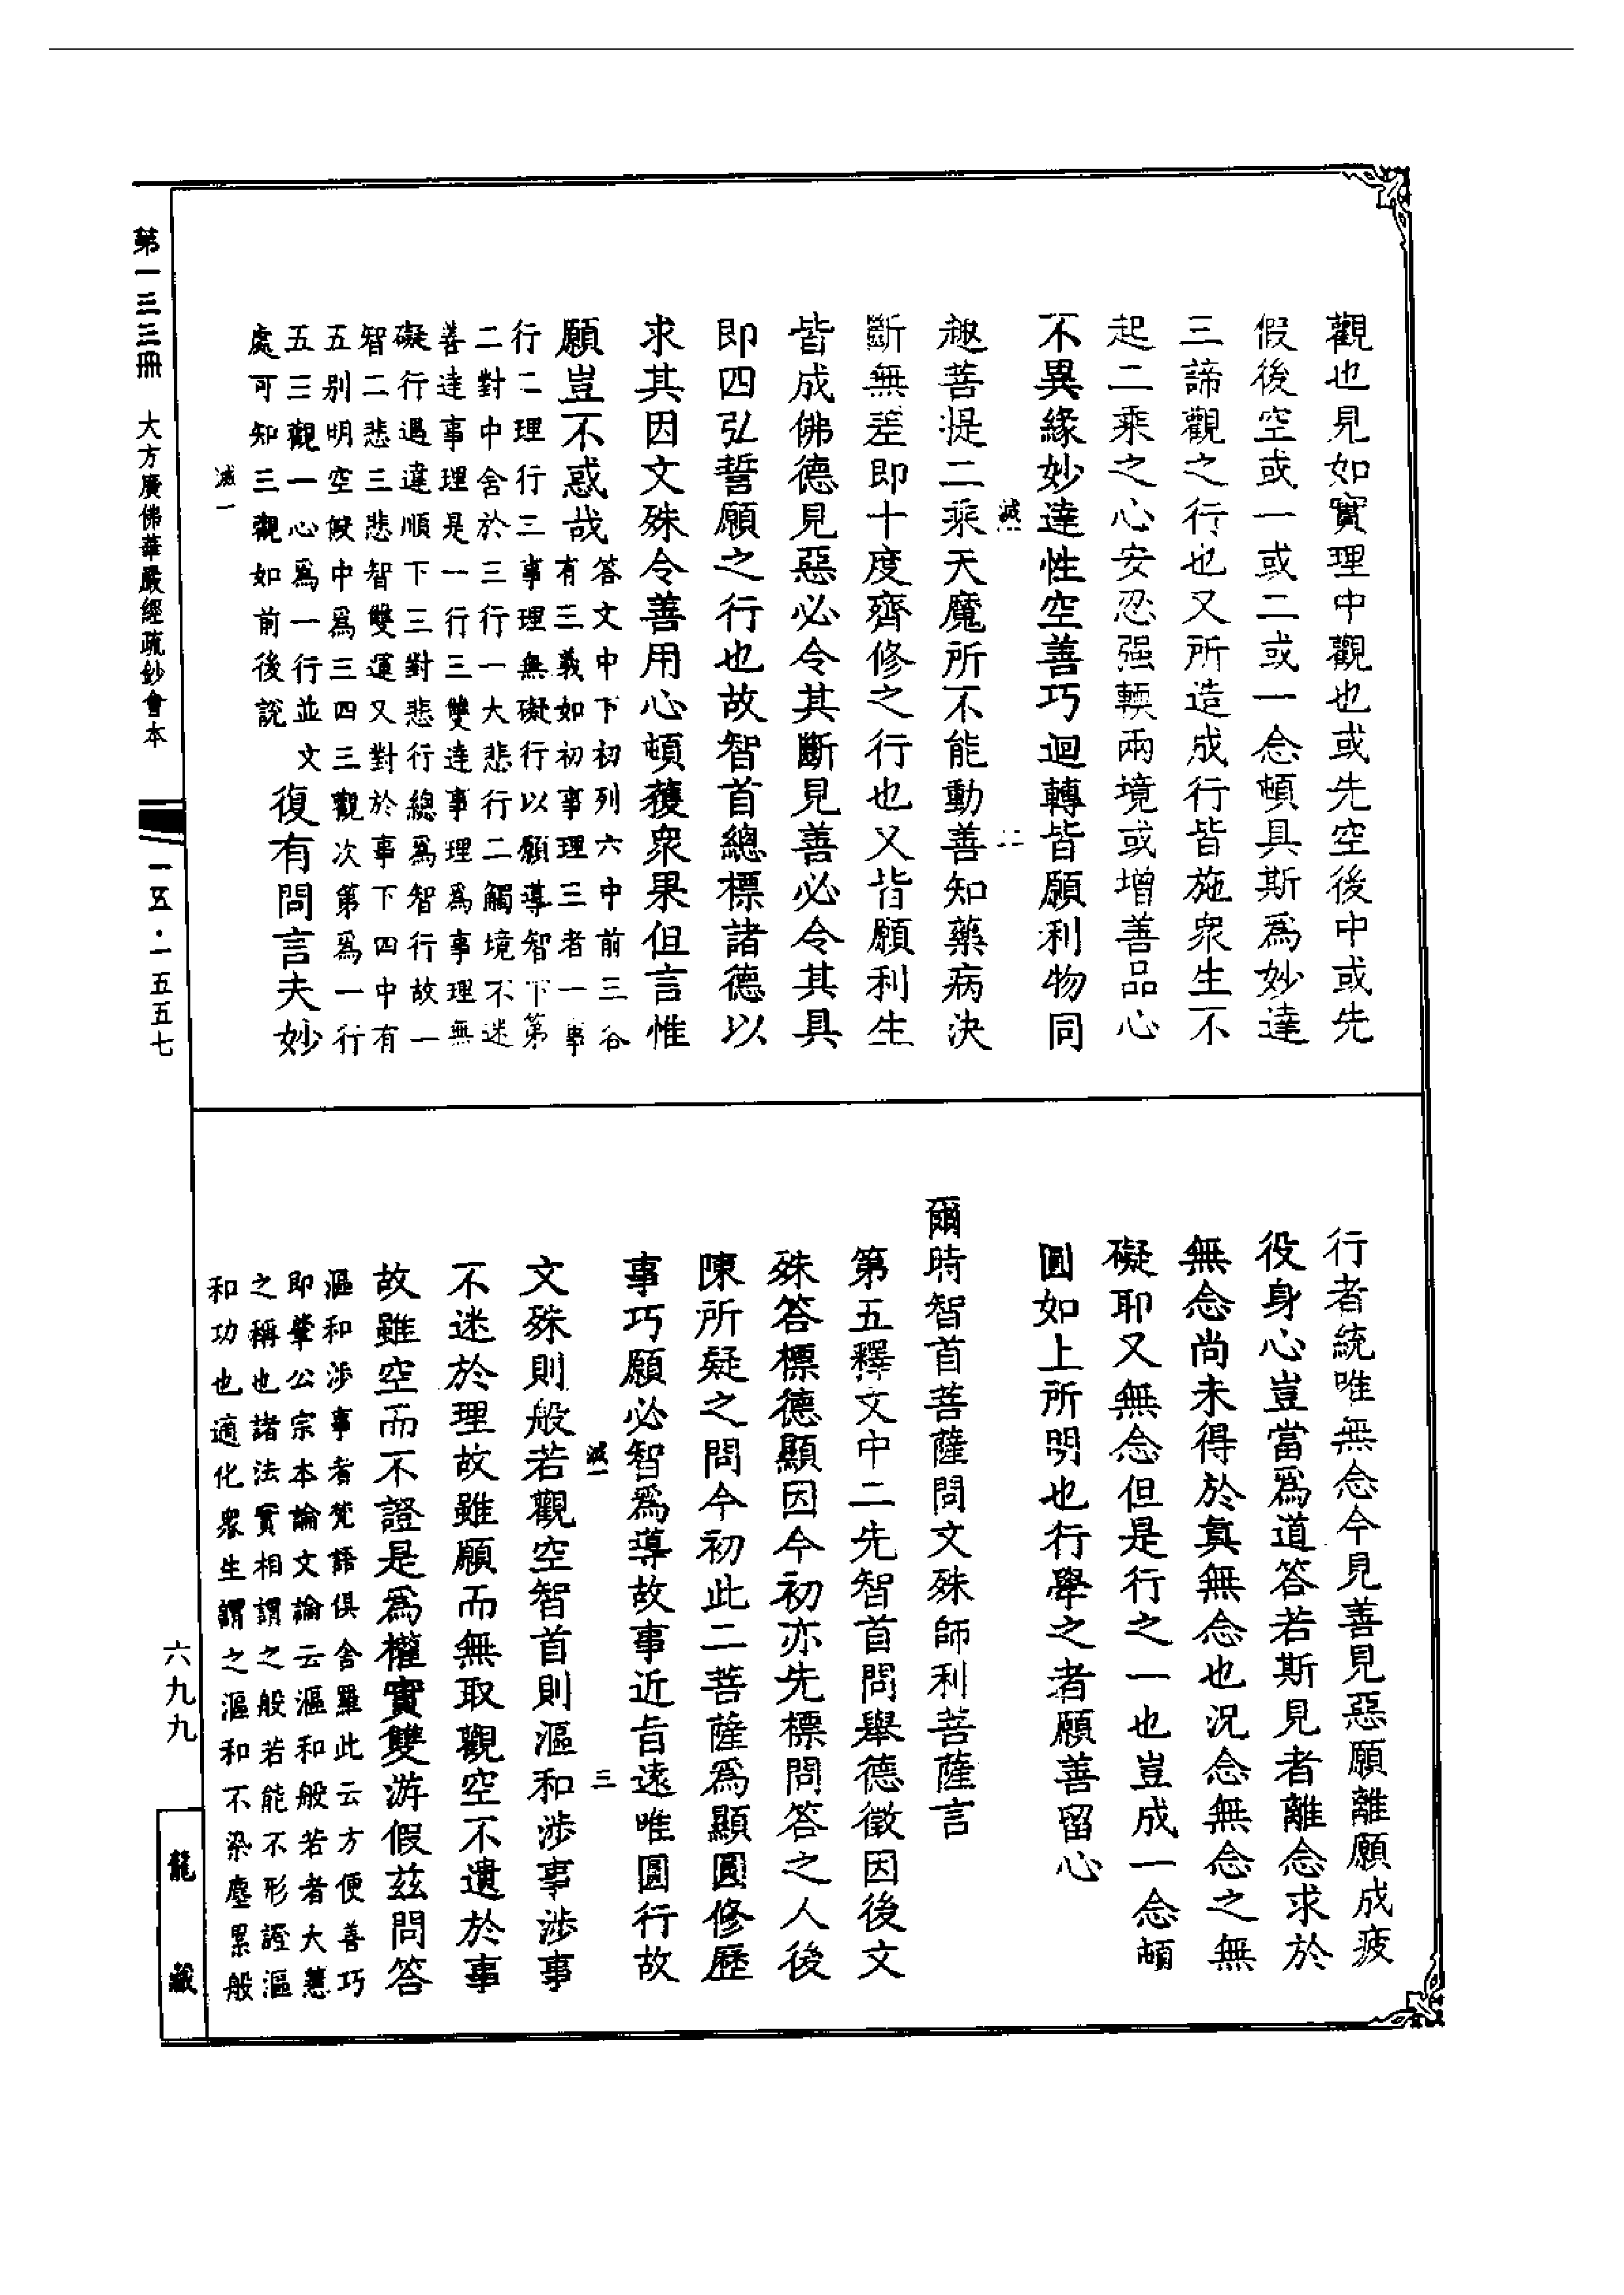 觀也見如實理中觀也或先空後中或先
假後空或一或二或一念頓具斯為妙達
三諦觀之行也又所造成行皆施衆生不
起二乘之心安忍强輭兩境或增善品心
不異緣妙達性空善巧迴轉皆願利物同
滅一
二
趣菩提二乘天魔所不能動善知藥病決
斷無差即十度齊修之行也又皆願利生
皆成佛德見惡必令其斷見善必令其具
即四弘誓願之行也故智首總標諸德以
求其因文殊令善用心頓獲衆果但言惟
願豈不惑哉
答文中下初列六中前三各
有三義如初事理三者一事
行二理行三事理無礙行以願導智下第
二對中含於三行一大悲行二觸境不迷
善達事理是一行三雙達事理為事理無
礙行遇違順下三對悲行總為智行故一
智二悲三悲智雙運又對於事下四中有
五別明空假中為三四三觀次第為一行
五三觀一心為一行並文
處可知三觀如前後說
復有問言夫妙
滅一
行者統唯無念今見善見惡願離願成疲
役身心豈當為道答若斯見者離念求於
無念尚未得於真無念也況念無念之無
礙耶又無念但是行之一也豈成一念頓
圓如上所明也行學之者願善留心
爾時智首菩薩問文殊師利菩薩言
第五釋文中二先智首問舉德徵因後文
殊答標德顯因今初亦先標問答之人後
陳所疑之問今初此二菩薩為顯圓修歷
事巧願必智為導故事近旨遠唯圓行故
滅一
三
文殊則般若觀空智首則漚和涉事涉事
不迷於理故雖願而無取觀空不遺於事
故雖空而不證是為權實雙游假茲問答
漚和涉事者梵語俱舍羅此云方便善巧
即肇公宗本論文論云漚和般若者大慧
之稱也諸法實相謂之般若能不形證漚
和功也適化衆生謂之漚和不染塵累般
第一三三冊 大方廣佛華嚴經疏鈔會本
一五·一五五七
六九九
龍藏